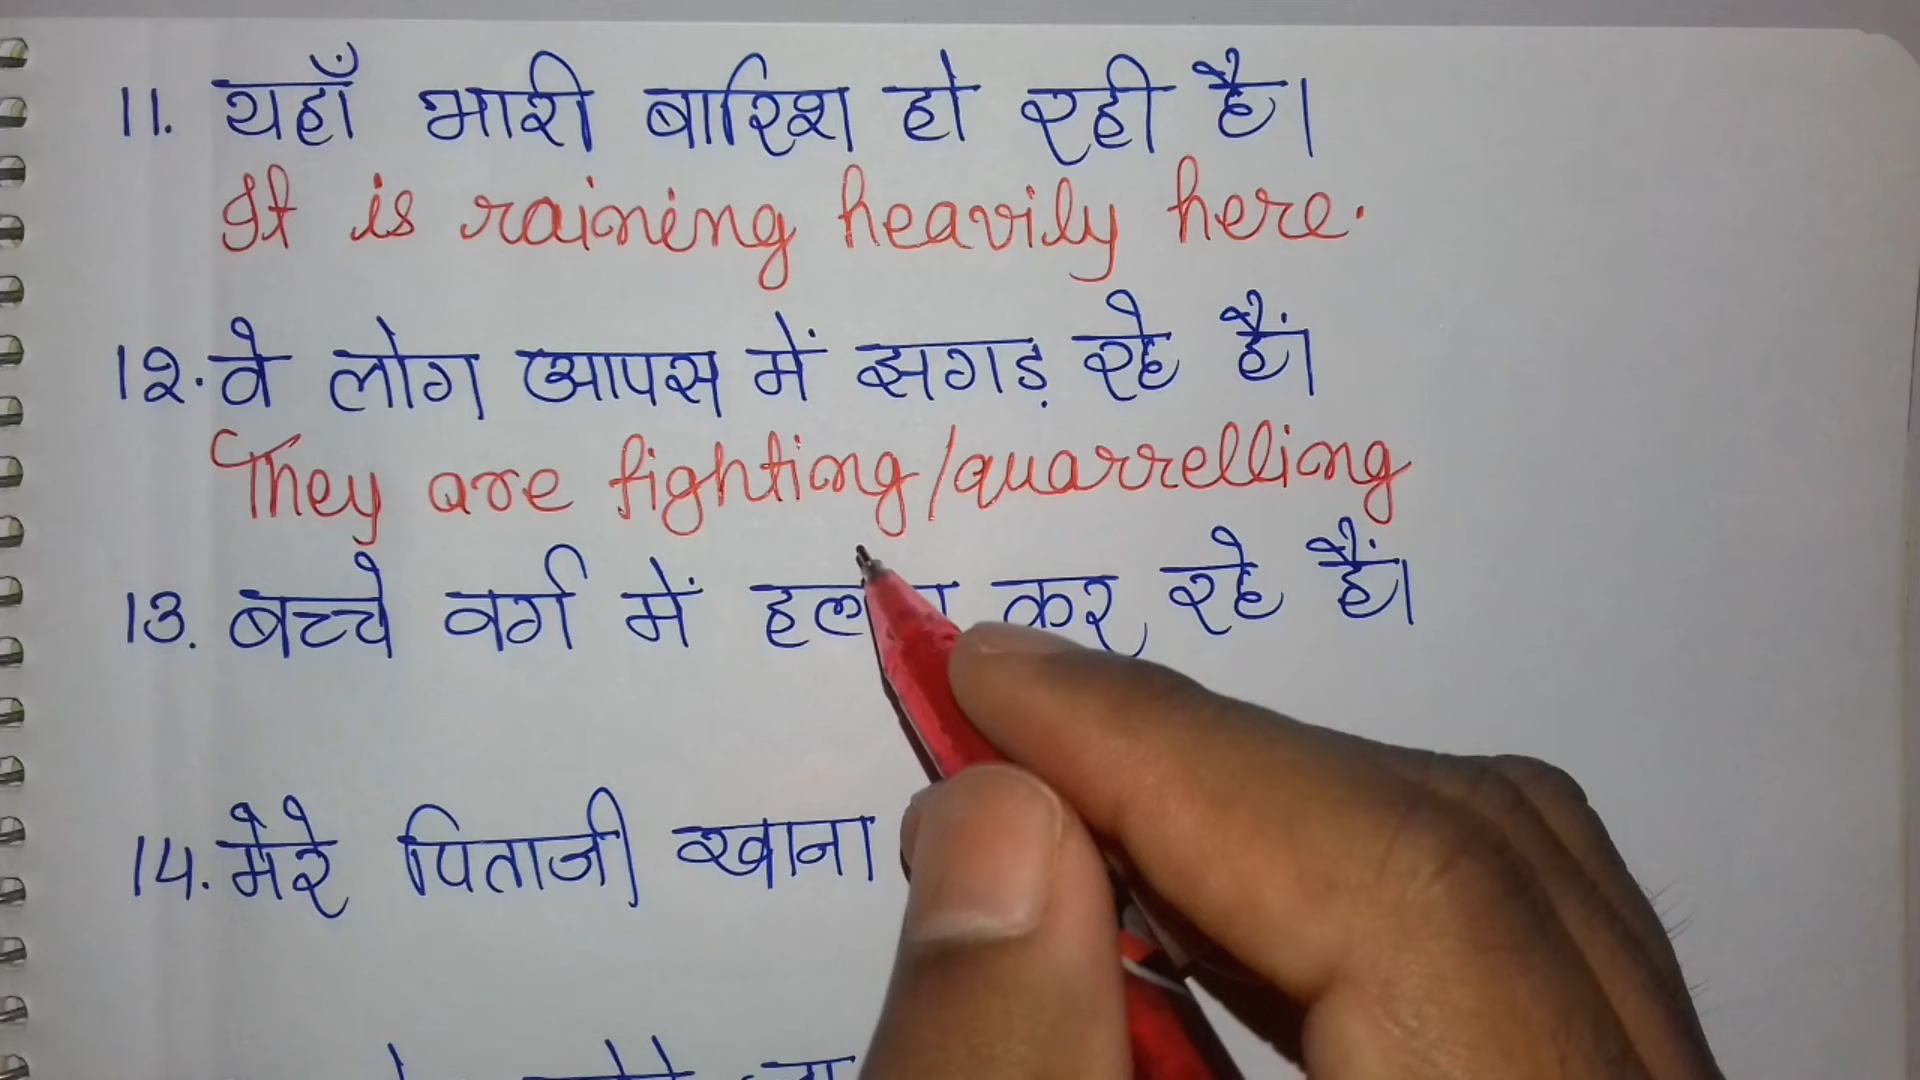 11. यहाँ भारी बारिश हो रही है।
It is raining heavily here.
12. वे लोग आपस में झगड़ रहे हैं।
They are fighting/quarrelling
13. बच्चे वर्ग में कर रहे हैं।
14. मेरे पिताजी खाना